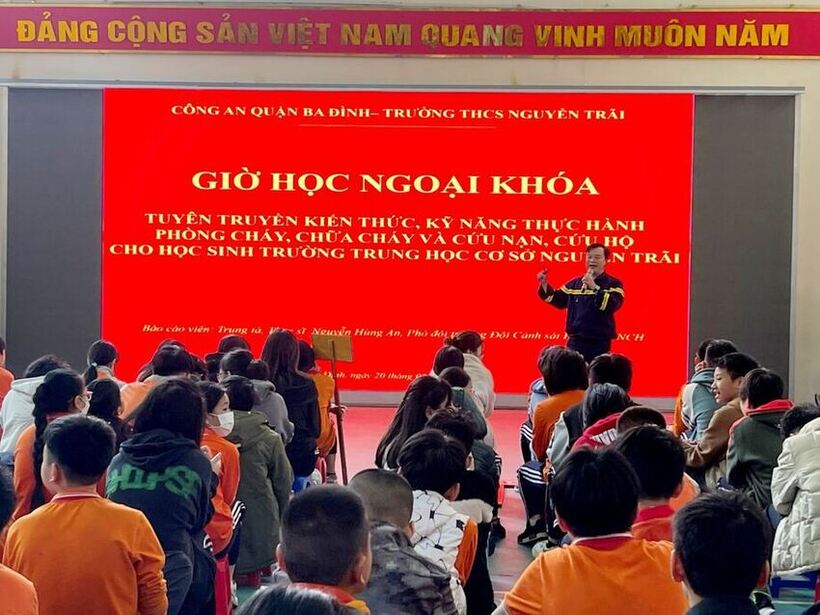 ĐẢNG CỘNG SẢN VIỆT NAM QUANG VINH MUÔN NĂM
CÔNG AN QUẬN BA ĐÌNH– TRƯỜNG THCS NGUYỄN TRÃI
GIỜ HỌC NGOẠI KHÓA
TUYÊN TRUYỀN KIẾN THỨC, KỸ NĂNG THỰC HÀNH
PHÒNG CHÁY, CHỮA CHÁY VÀ CỨU NẠN, CỨU HỘ
CHO HỌC SINH TRƯỜNG TRUNG HỌC CƠ SỞ NGUYỄN TRÃI
Báo cáo viên: Trung tá, sĩ Nguyễn Hùng An, Phó đội Đội Cảnh sát NCH
ngày 20